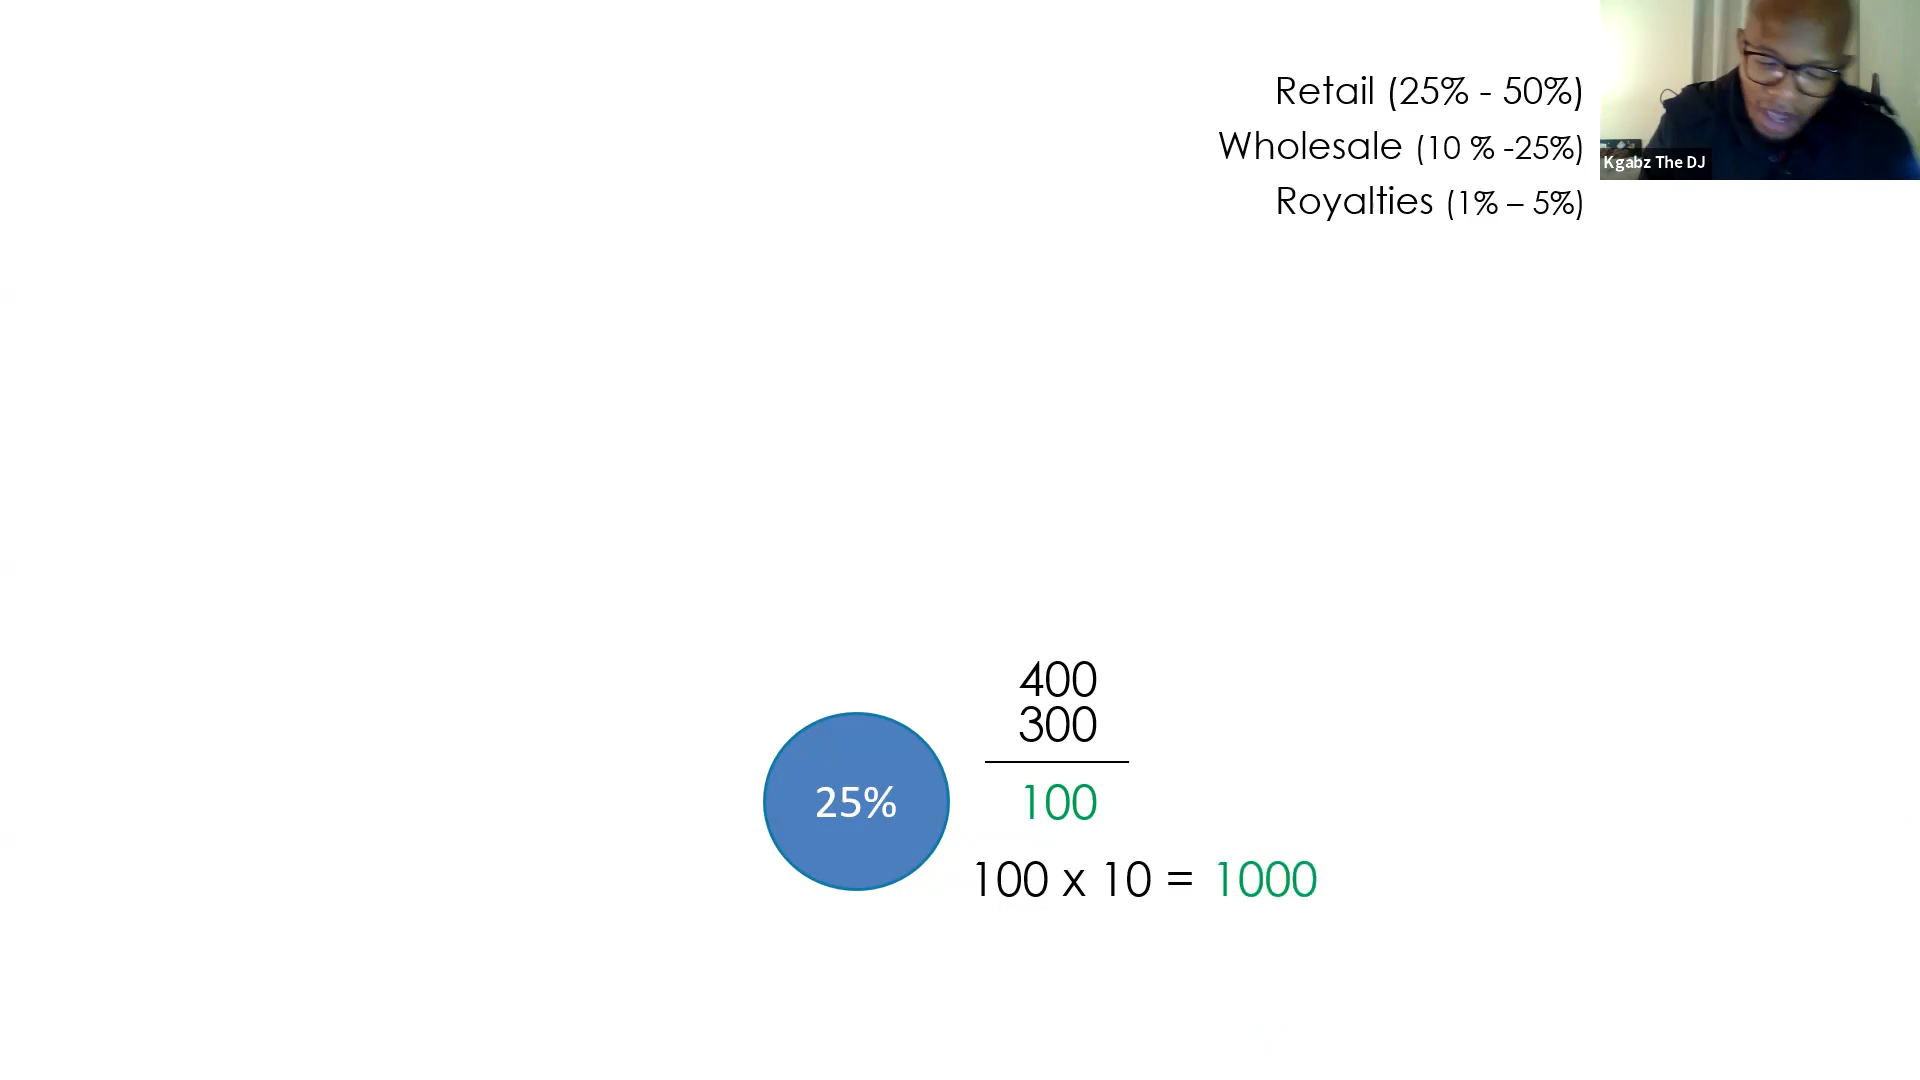 Retail (25% - 50%)
Wholesale (10 % -25%)
Royalties (1% – 5%)
Kgabz The DJ
400
300
25%
100
100 x 10 = 1000